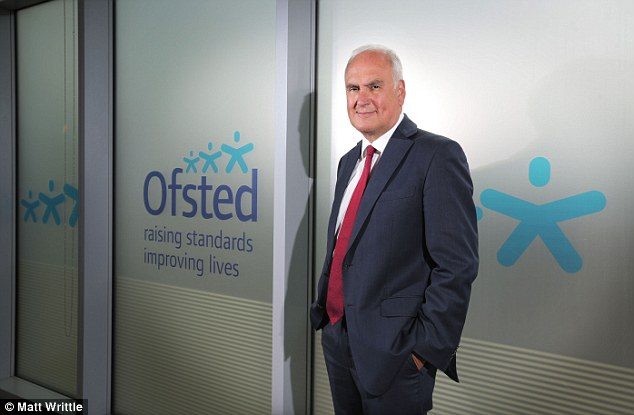 Ofsted
raising standards
improving lives
© Matt Writtle